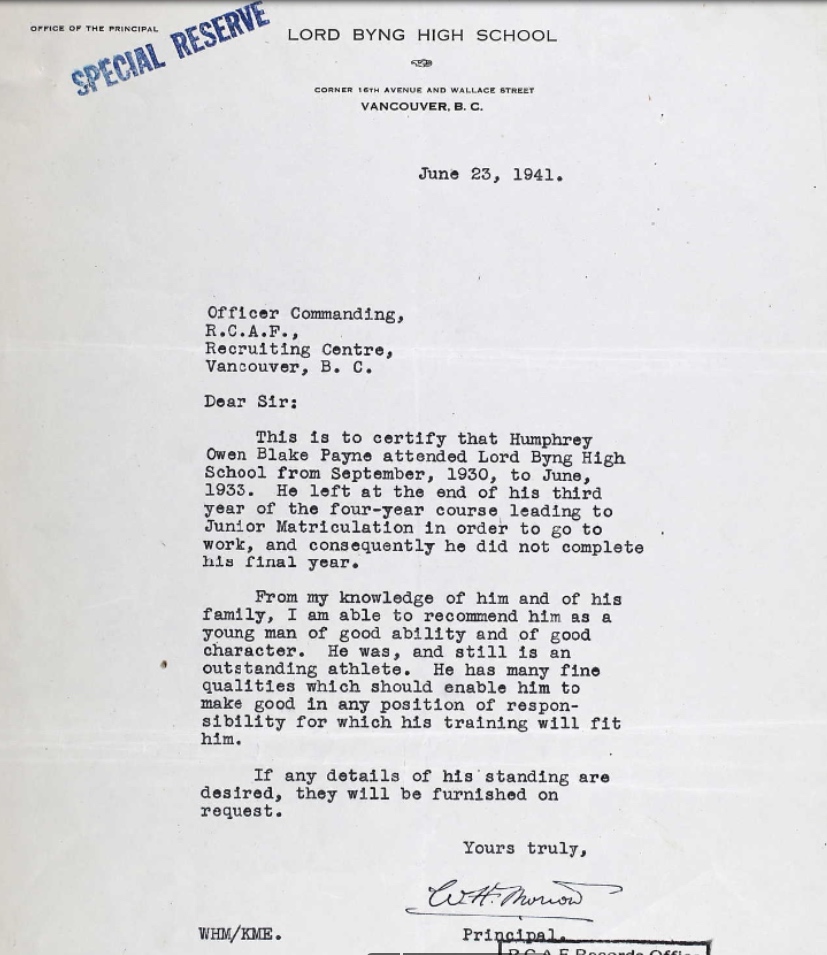 OFFICE OF THE PRINCIPAL
SPECIAL RESERVE
LORD BYNG HIGH SCHOOL
CORNER 16TH AVENUE AND WALLACE STREET
VANCOUVER, B. C.
June 23, 1941.
Officer Commanding,
R.C.A.F.,
Recruiting Centre,
Vancouver, B. C.
Dear Sir:
This is to certify that Humphrey
Owen Blake Payne attended Lord Byng High
School from September, 1930, to June,
1933. He left at the end of his third
year of the four-year course leading to
Junior Matriculation in order to go to
work, and consequently he did not complete
his final year.
From my knowledge of him and of his
family, I am able to recommend him as a
young man of good ability and of good
character. He was, and still is an
outstanding athlete. He has many fine
qualities which should enable him to
make good in any position of respon-
sibility for which his training will fit
him.
If any details of his standing are
desired, they will be furnished on
request.
Yours truly,
W.H. Morrow
WHM/KME.
Principal.
R.C.A.F Records Office